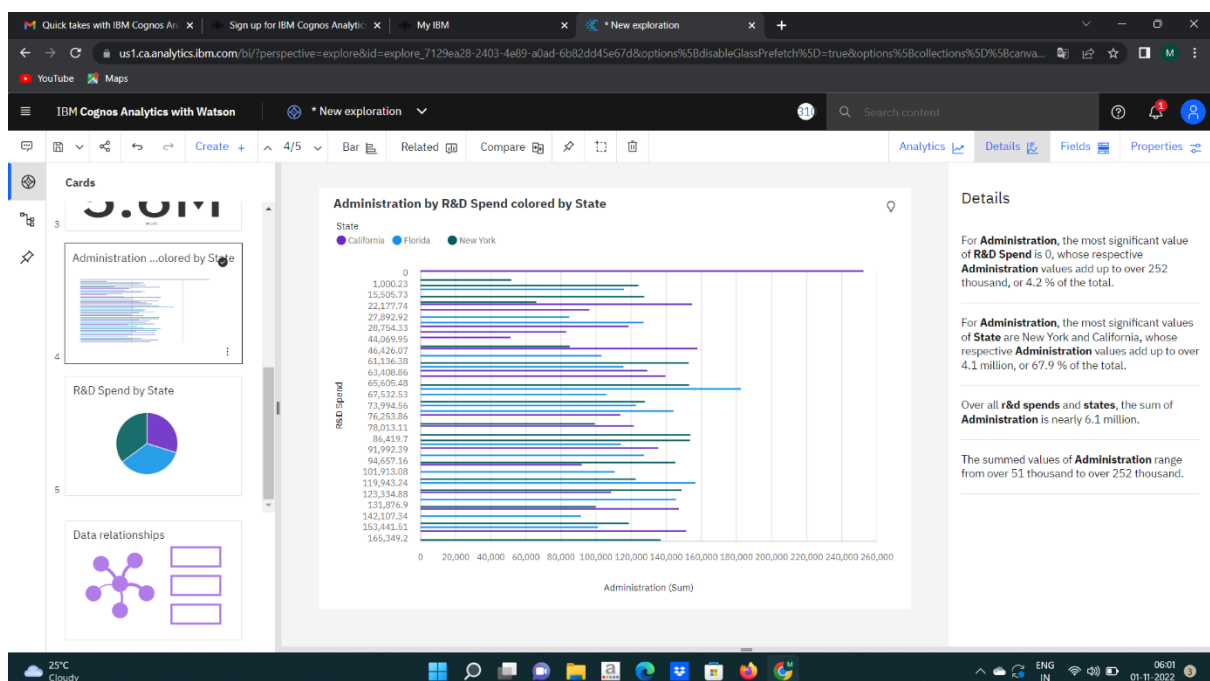 Quick takes with IBM Cognos An
Sign up for IBM Cognos Analytic
My IBM
* New exploration
us1.ca.analytics.ibm.com/bi/?perspective=explore&id=explore_7129ea28-2403-4e89-a0ad-6b82dd45e67d&options%5BdisableGlassPrefetch%5D=true&options%5Bcollections%5D%5Bcanva...
M
YouTube
Maps
IBM Cognos Analytics with Watson
* New exploration
Search content
Create +
4/5
Bar
Related
Compare
Analytics
Details
Fields
Properties
Cards
5.6M
3
Administration ...olored by State
4
R&D Spend by State
5
Data relationships
Administration by R&D Spend colored by State
State
California
Florida
New York
R&D Spend
0
1,000.23
15,505.73
22,177.74
27,892.92
28,754.33
44,069.95
46,426.07
61,136.38
63,408.86
65,605.48
67,532.53
73,994.56
76,253.86
78,013.11
86,419.7
91,992.39
94,657.16
101,913.08
119,943.24
123,334.88
131,876.9
142,107.34
153,441.51
165,349.2
0 20,000 40,000 60,000 80,000 100,000 120,000 140,000 160,000 180,000 200,000 220,000 240,000 260,000
Administration (Sum)
Details
For Administration, the most significant value
of R&D Spend is 0, whose respective
Administration values add up to over 252
thousand, or 4.2 % of the total.
For Administration, the most significant values
of State are New York and California, whose
respective Administration values add up to over
4.1 million, or 67.9 % of the total.
Over all r&d spends and states, the sum of
Administration is nearly 6.1 million.
The summed values of Administration range
from over 51 thousand to over 252 thousand.
25°C
Cloudy
ENG
IN
06:01
01-11-2022
3